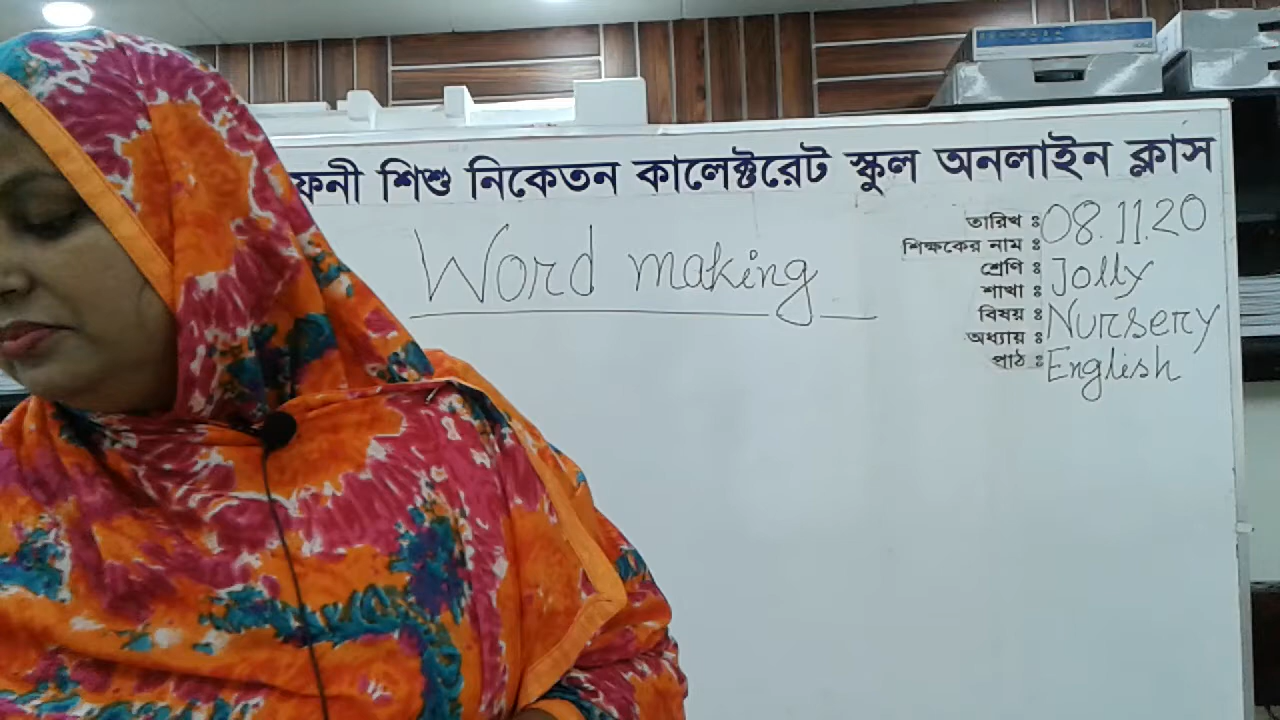 ফেনী শিশু নিকেতন কালেক্টরেট স্কুল অনলাইন ক্লাস
Word making
তারিখ ঃ 08.11.20
শিক্ষকের নাম ঃ
শ্রেণি ঃ Jolly
শাখা ঃ
বিষয় ঃ Nursery
অধ্যায় ঃ
পাঠ ঃ English